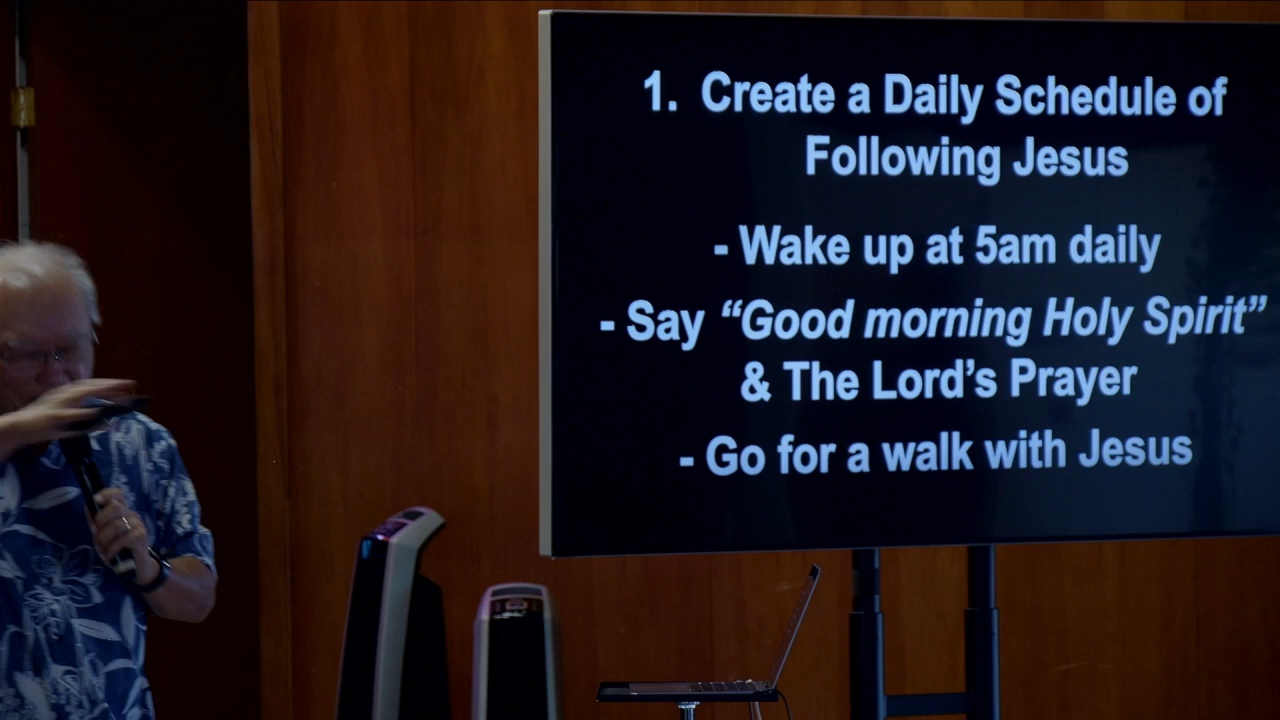 1. Create a Daily Schedule of
Following Jesus
- Wake up at 5am daily
- Say “Good morning Holy Spirit”
& The Lord’s Prayer
- Go for a walk with Jesus